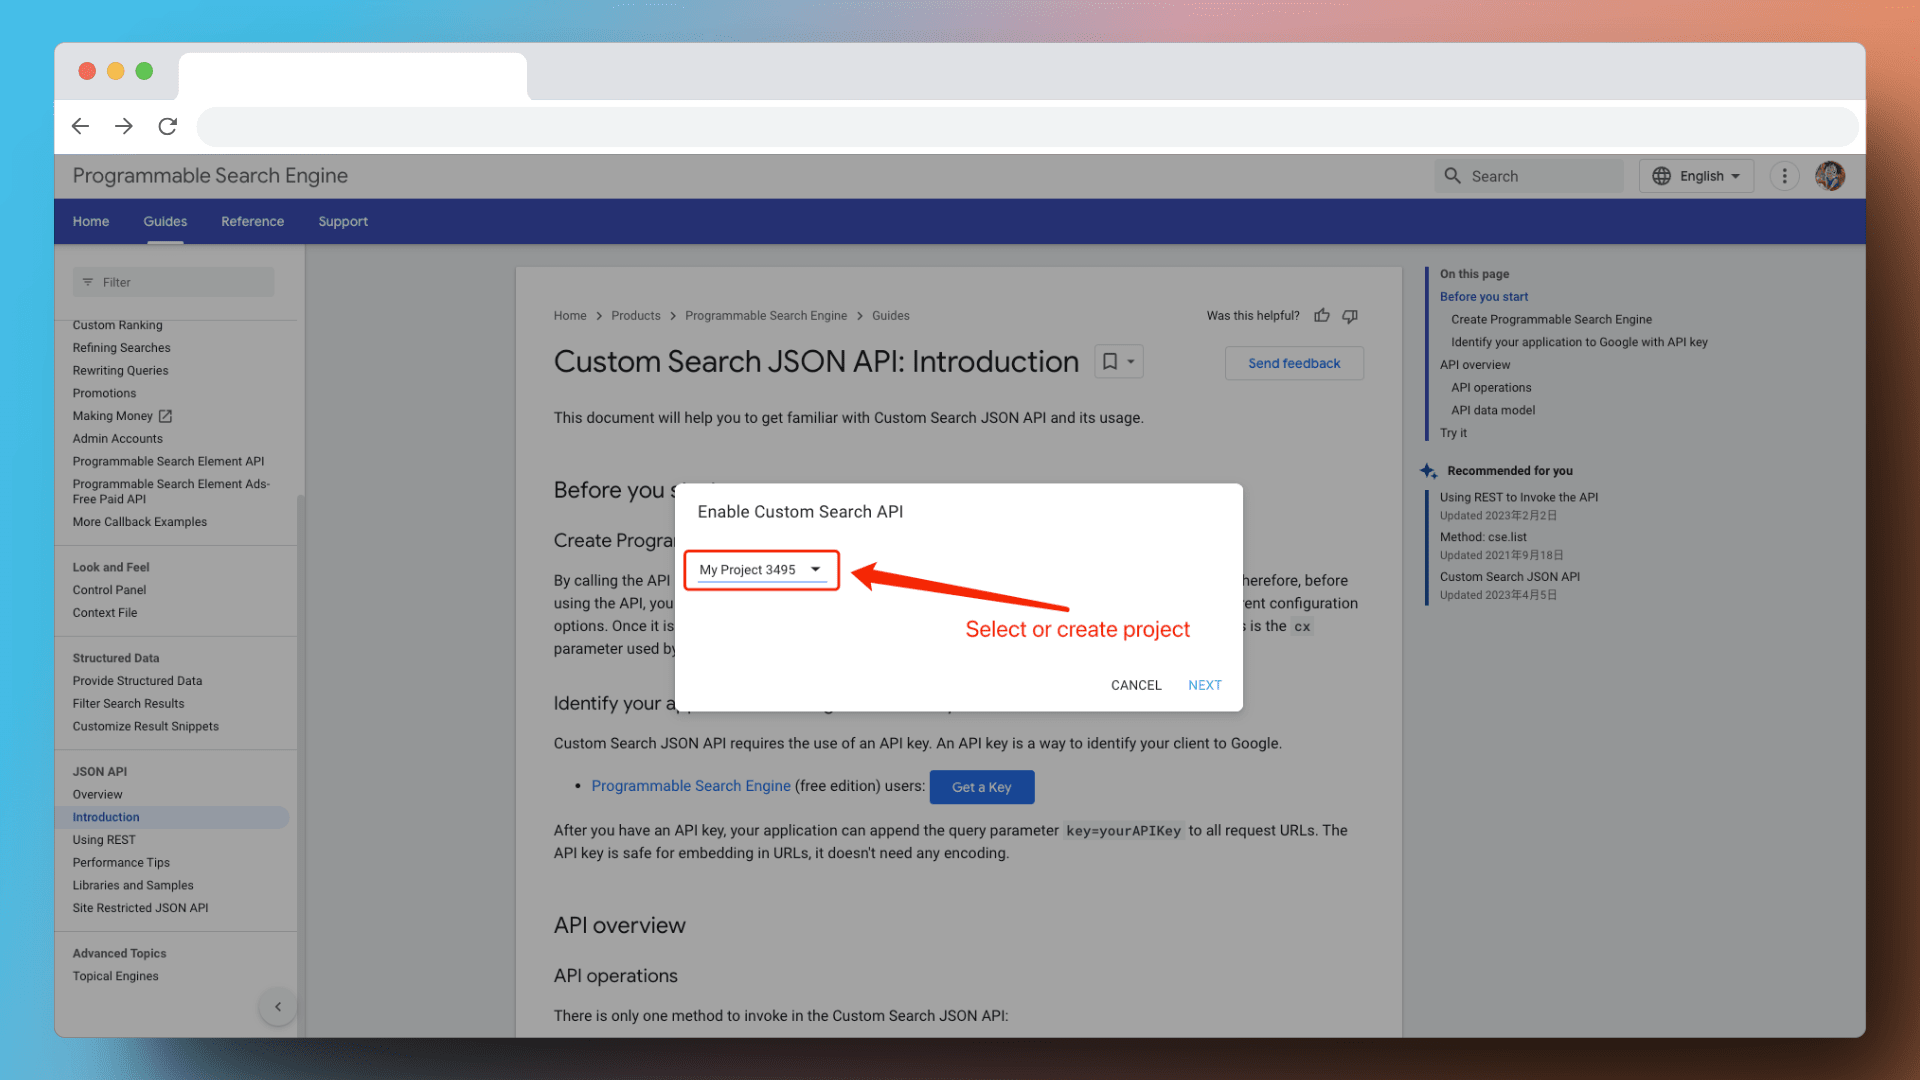 Programmable Search Engine
Search
English
Home
Guides
Reference
Support
Filter
Custom Ranking
Refining Searches
Rewriting Queries
Promotions
Making Money
Admin Accounts
Programmable Search Element API
Programmable Search Element Ads-
Free Paid API
More Callback Examples
Look and Feel
Control Panel
Context File
Structured Data
Provide Structured Data
Filter Search Results
Customize Result Snippets
JSON API
Overview
Introduction
Using REST
Performance Tips
Libraries and Samples
Site Restricted JSON API
Advanced Topics
Topical Engines
Home > Products > Programmable Search Engine > Guides
Was this helpful?
Custom Search JSON API: Introduction
Send feedback
This document will help you to get familiar with Custom Search JSON API and its usage.
Before you
Create
By calling the API
herefore, before
using the API, you
configuration
options. Once it is
is the cx
parameter used by
Enable Custom Search API
My Project 3495
Select or create project
CANCEL
NEXT
Identify your
Custom Search JSON API requires the use of an API key. An API key is a way to identify your client to Google.
• Programmable Search Engine (free edition) users: Get a Key
After you have an API key, your application can append the query parameter key=yourAPIKey to all request URLs. The
API key is safe for embedding in URLs, it doesn't need any encoding.
API overview
API operations
There is only one method to invoke in the Custom Search JSON API:
On this page
Before you start
Create Programmable Search Engine
Identify your application to Google with API key
API overview
API operations
API data model
Try it
Recommended for you
Using REST to Invoke the API
Updated 2023年2月2日
Method: cse.list
Updated 2021年9月18日
Custom Search JSON API
Updated 2023年4月5日